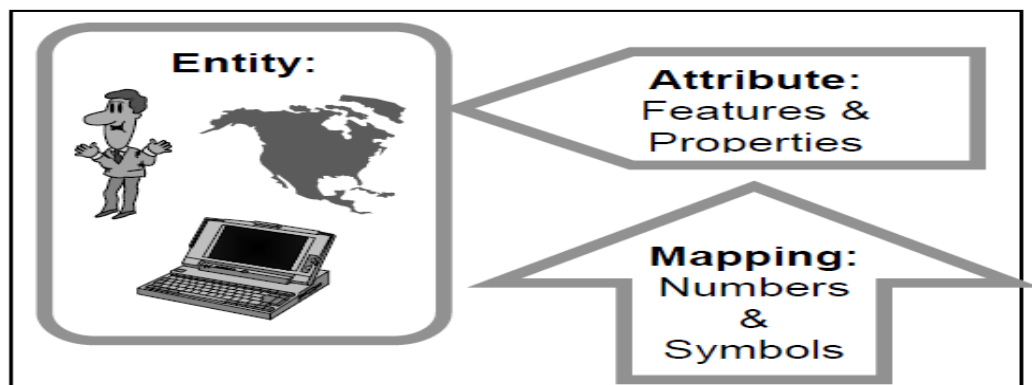 Entity:
Attribute:
Features &
Properties
Mapping:
Numbers
&
Symbols